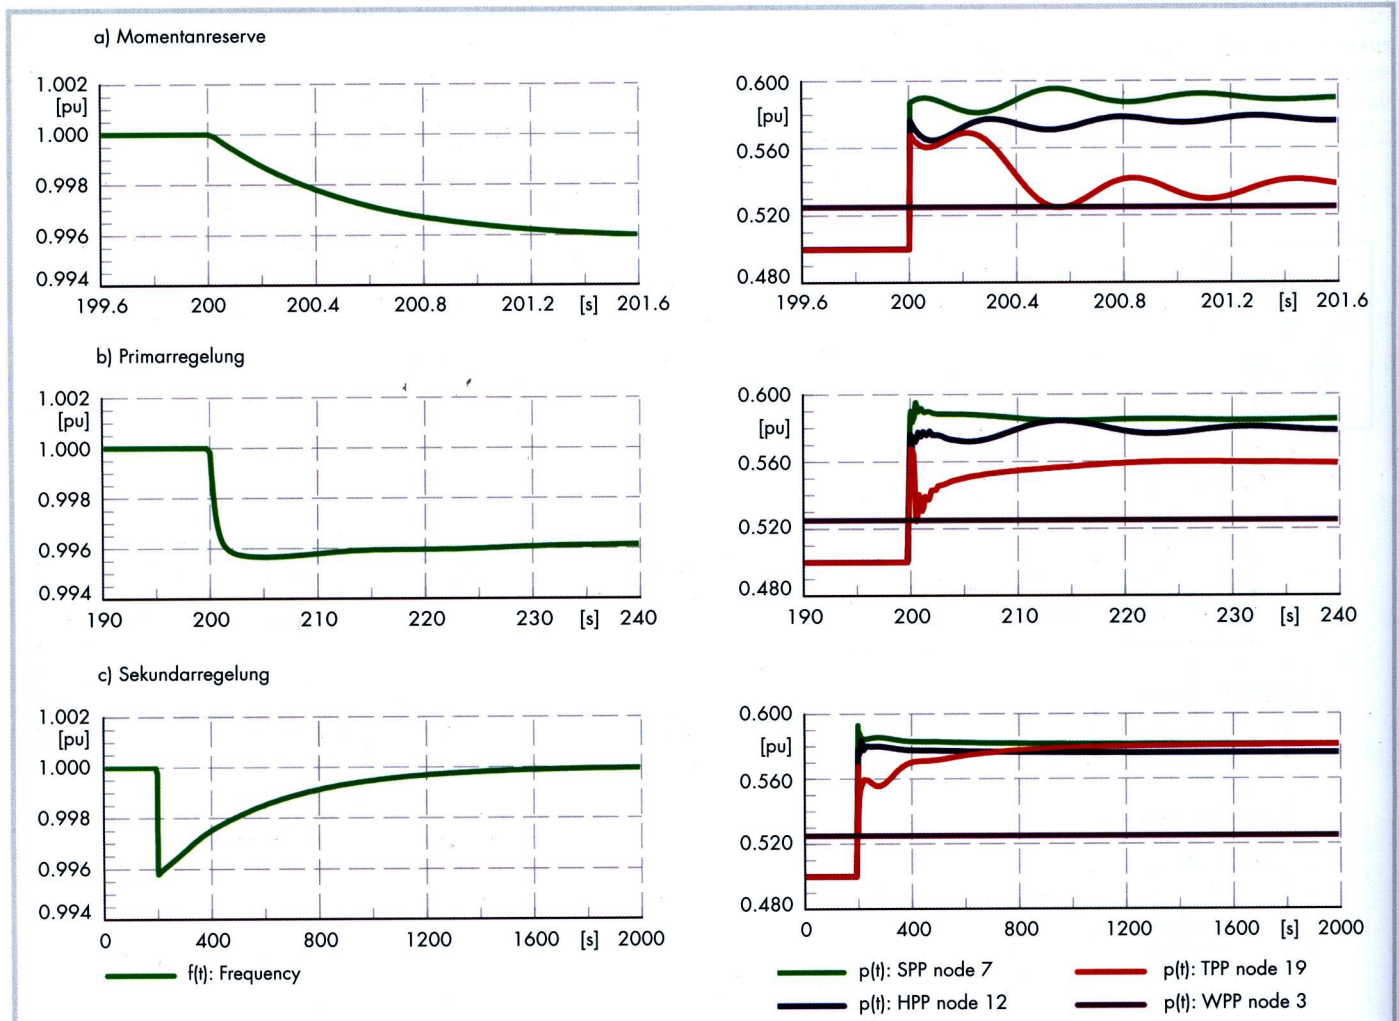 a) Momentanreserve
1.002
[pu]
1.000
0.998
0.996
0.994
199.6 200 200.4 200.8 201.2 [s] 201.6
0.600
[pu]
0.560
0.520
0.480
199.6 200 200.4 200.8 201.2 [s] 201.6
b) Primarregelung
1.002
[pu]
1.000
0.998
0.996
0.994
190 200 210 220 230 [s] 240
0.600
[pu]
0.560
0.520
0.480
190 200 210 220 230 [s] 240
c) Sekundarregelung
1.002
[pu]
1.000
0.998
0.996
0.994
0 400 800 1200 1600 [s] 2000
f(t): Frequency
0.600
[pu]
0.560
0.520
0.480
0 400 800 1200 1600 [s] 2000
p(t): SPP node 7
p(t): TPP node 19
p(t): HPP node 12
p(t): WPP node 3